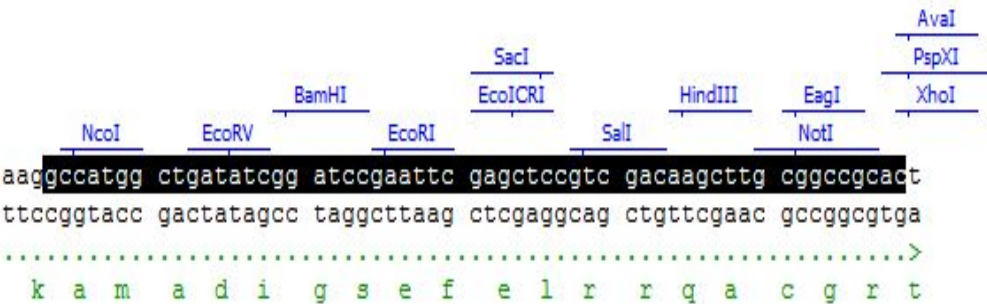 AvaI
SacI PspXI
BamHI EcoICRI HindIII EagI XhoI
NcoI EcoRV EcoRI SalI NotI
aaggccatgg ctgatatcgg atccgaattc gagctccgtc gacaagcttg cggccgcact
ttccggtacc gactatagcc taggcttaag ctcgaggcag ctgttcgaac gccggcgtga
..............................................................>
k a m a d i g s e f e l r r q a c g r t